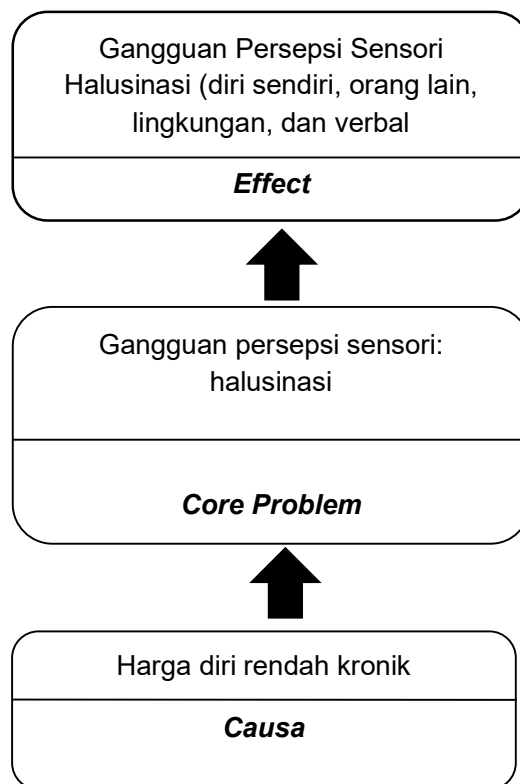 Gangguan Persepsi Sensori
Halusinasi (diri sendiri, orang lain,
lingkungan, dan verbal
Effect
Gangguan persepsi sensori:
halusinasi
Core Problem
Harga diri rendah kronik
Causa